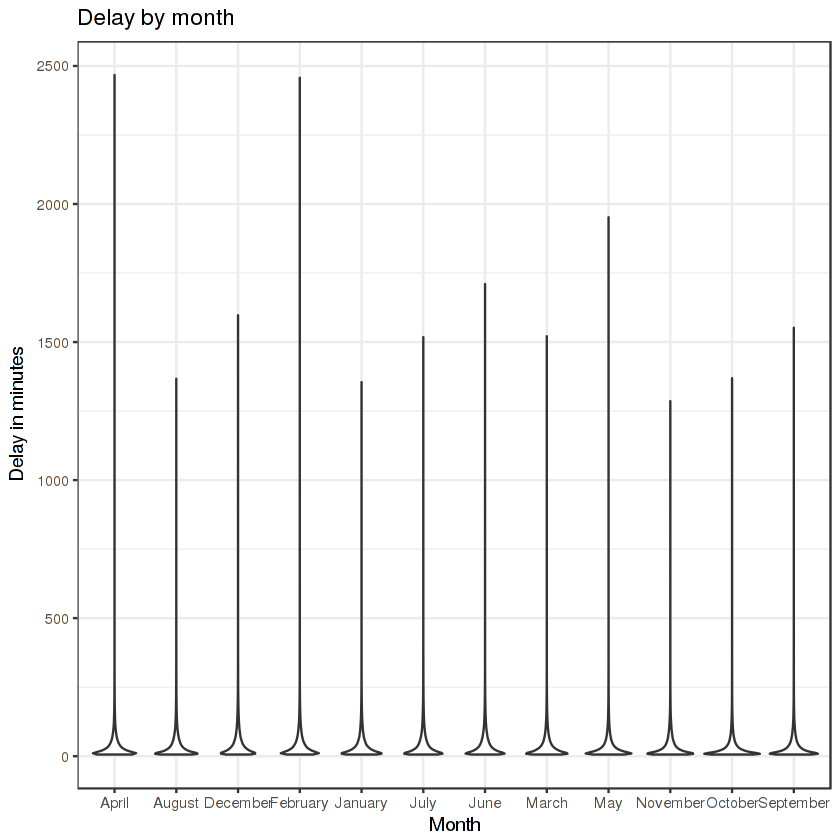 Delay by month
Delay in minutes
2500
2000
1500
1000
500
0
April August December February January July June March May November October September
Month